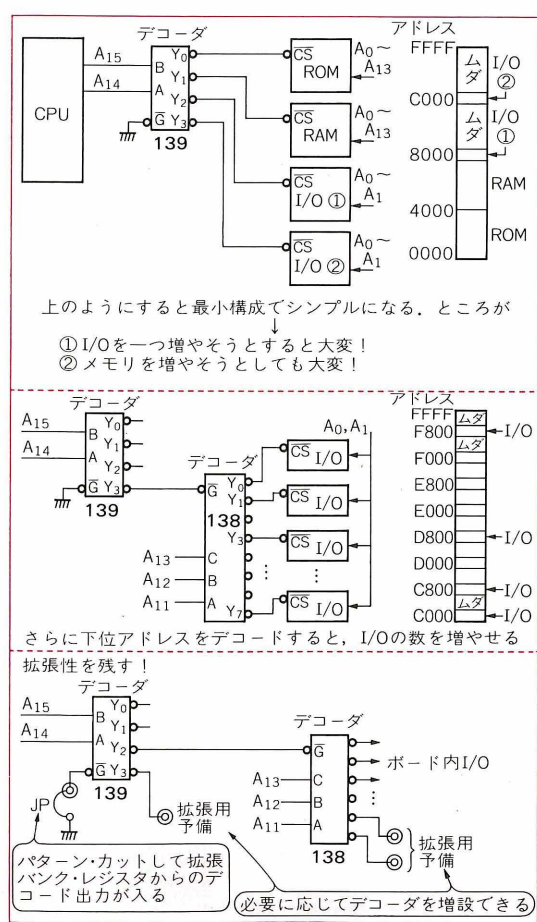 デコーダ
アドレス
CPU
A15
A14
B
A
G
Y0
Y1
Y2
Y3
139
CS
ROM
A0～
A13
CS
RAM
A0～
A13
CS
I/O ①
A0～
A1
CS
I/O ②
A0～
A1
FFFF
C000
8000
4000
0000
ムダ
ムダ
I/O
②
I/O
①
RAM
ROM
上のようにすると最小構成でシンプルになる．ところが
↓
① I/Oを一つ増やそうとすると大変！
② メモリを増やそうとしても大変！
デコーダ
A15
A14
B
A
G
Y0
Y1
Y2
Y3
139
デコーダ
G
138
C
B
A
Y0
Y1
Y3
Y7
A13
A12
A11
A0, A1
CS I/O
CS I/O
CS I/O
CS I/O
アドレス
FFFF
F800
F000
E800
E000
D800
D000
C800
C000
ムダ
ムダ
ムダ
I/O
I/O
I/O
I/O
さらに下位アドレスをデコードすると，I/Oの数を増やせる
拡張性を残す！
デコーダ
A15
A14
B
A
G
Y0
Y1
Y2
Y3
139
JP
拡張用
予備
デコーダ
G
C
B
A
A13
A12
A11
138
ボード内I/O
拡張用
予備
パターン・カットして拡張
バンク・レジスタからのデ
コード出力が入る
必要に応じてデコーダを増設できる